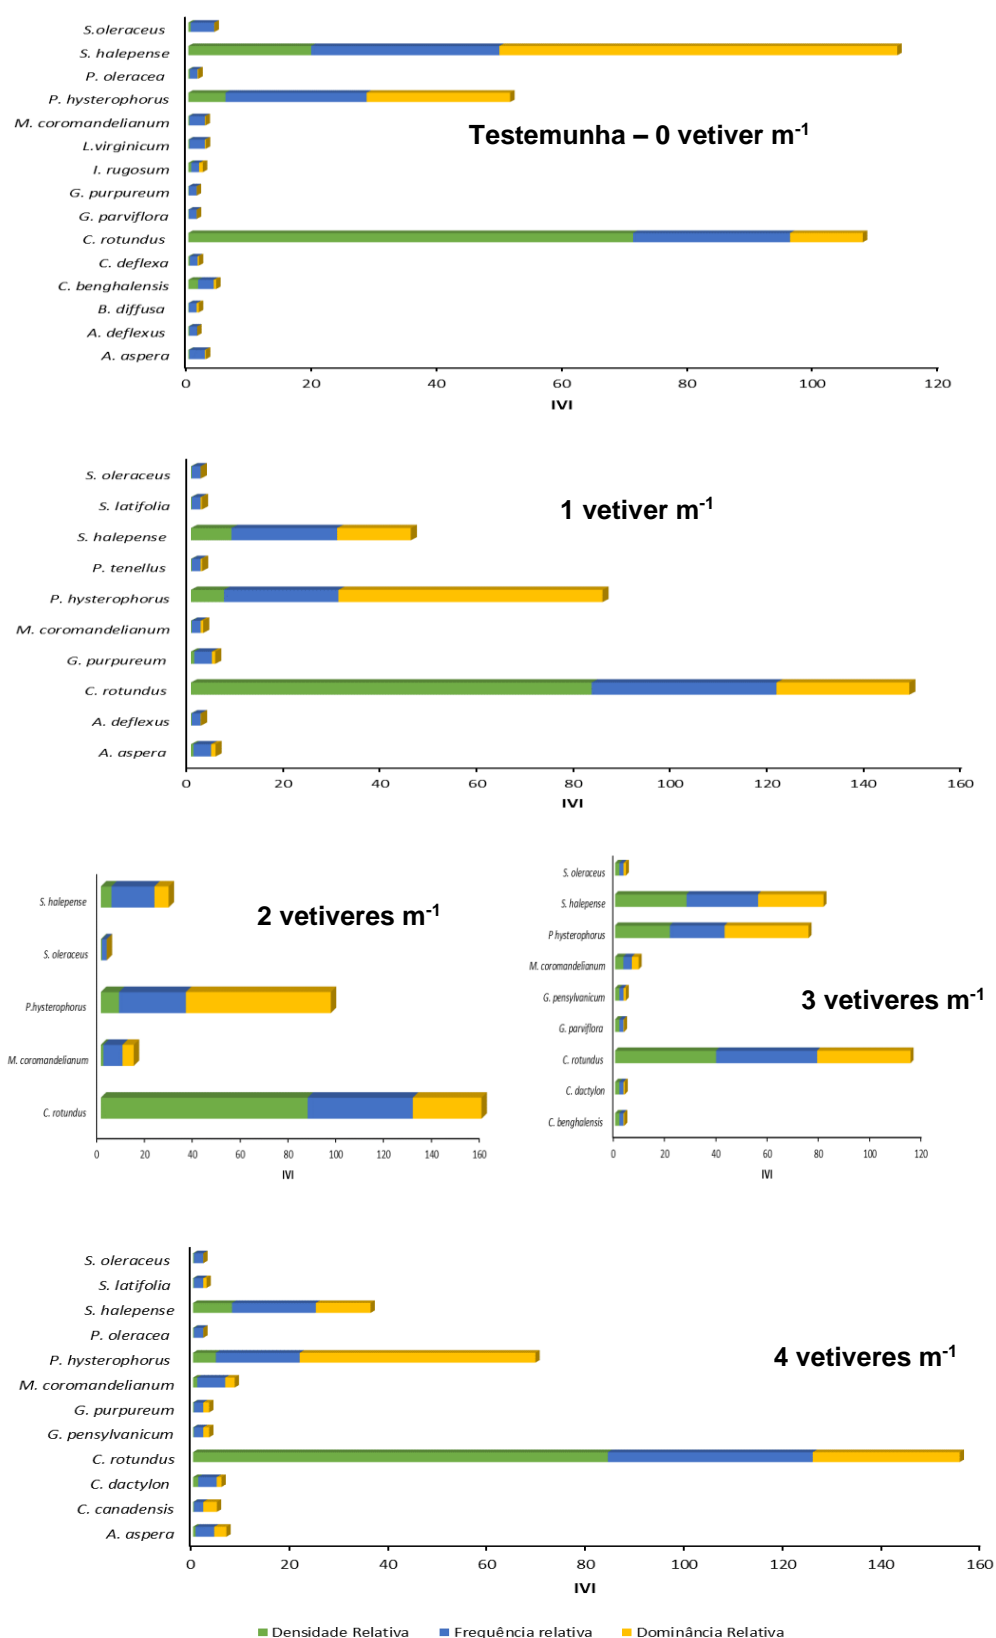 S.oleraceus
S. halepense
P. oleracea
P. hysterophorus
M. coromandelianum
L.virginicum
I. rugosum
G. purpureum
G. parviflora
C. rotundus
C. deflexa
C. benghalensis
B. diffusa
A. deflexus
A. aspera
Testemunha – 0 vetiver m⁻¹
0 20 40 60 80 100 120
IVI
S. oleraceus
S. latifolia
S. halepense
P. tenellus
P. hysterophorus
M. coromandelianum
G. purpureum
C. rotundus
A. deflexus
A. aspera
1 vetiver m⁻¹
0 20 40 60 80 100 120 140 160
IVI
S. halepense
S. oleraceus
P.hysterophorus
M. coromandelianum
C. rotundus
2 vetiveres m⁻¹
0 20 40 60 80 100 120 140 160
IVI
S. oleraceus
S. halepense
P hysterophorus
M. coromandelianum
G. pensylvanicum
G. parviflora
C. rotundus
C. dactylon
C. benghalensis
3 vetiveres m⁻¹
0 20 40 60 80 100 120
IVI
S. oleraceus
S. latifolia
S. halepense
P. oleracea
P. hysterophorus
M. coromandelianum
G. purpureum
G. pensylvanicum
C. rotundus
C. dactylon
C. canadensis
A. aspera
4 vetiveres m⁻¹
0 20 40 60 80 100 120 140 160
IVI
Densidade Relativa Frequência relativa Dominância Relativa